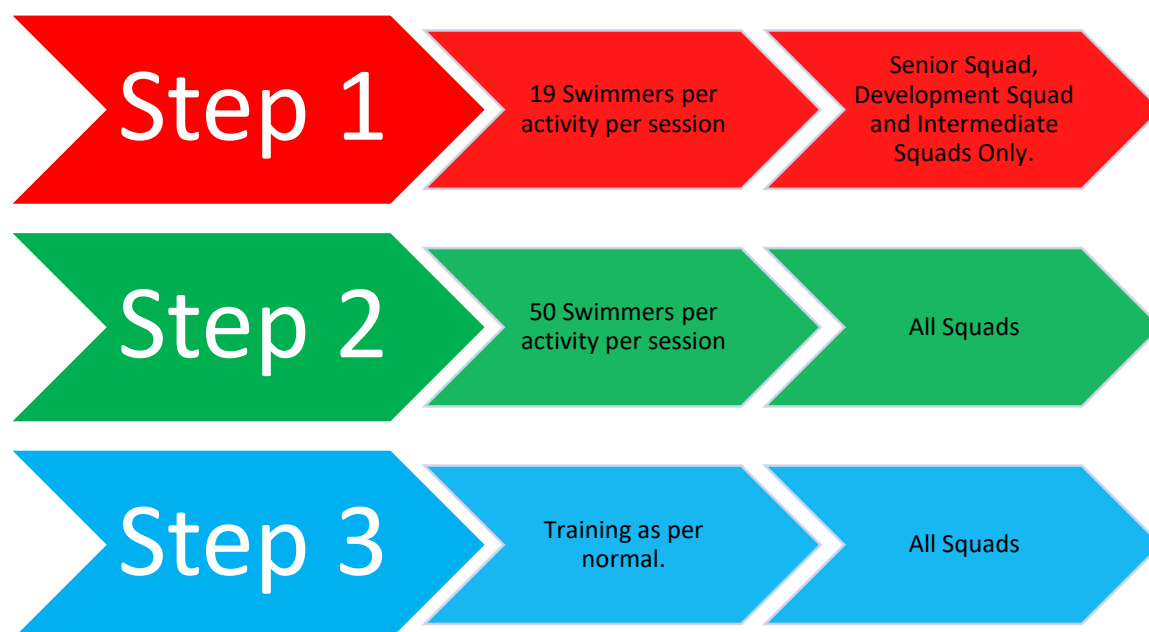 Step 1
19 Swimmers per
activity per session
Senior Squad,
Development Squad
and Intermediate
Squads Only.
Step 2
50 Swimmers per
activity per session
All Squads
Step 3
Training as per
normal.
All Squads